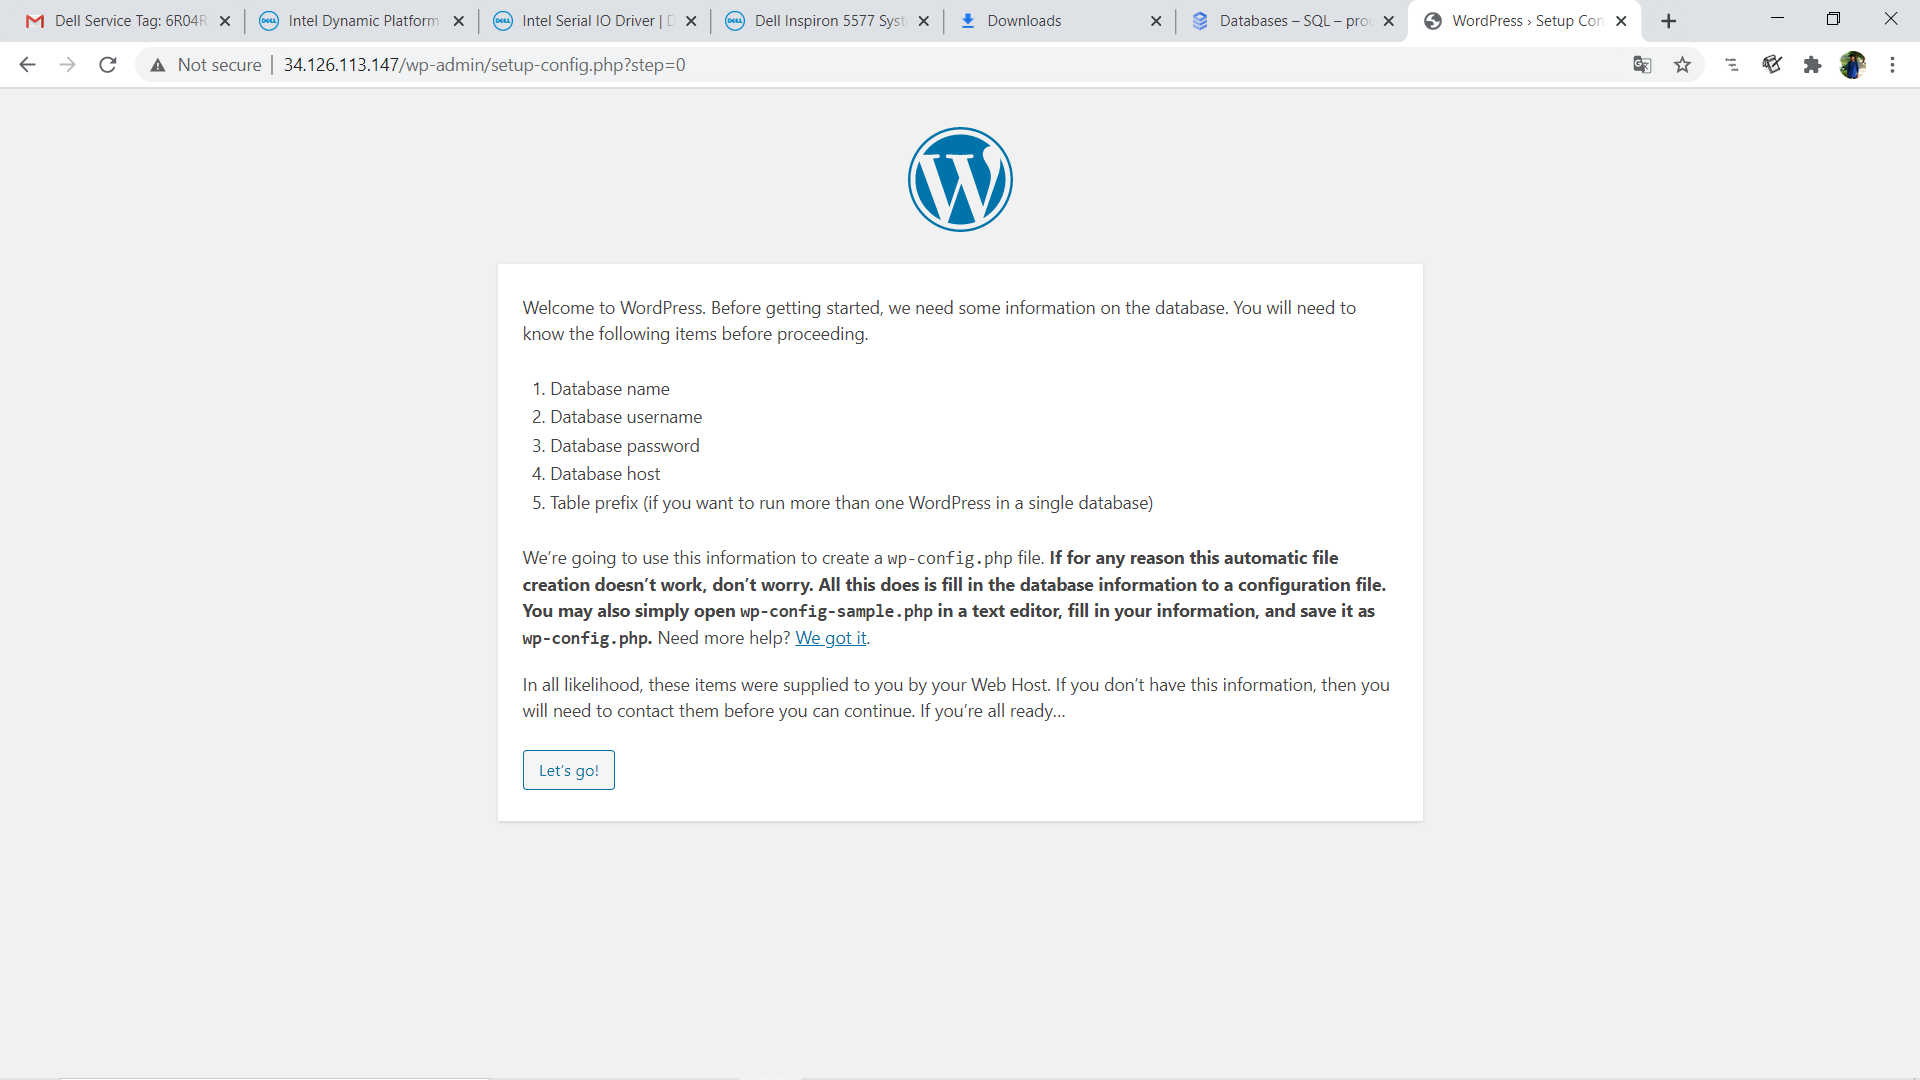 Dell Service Tag: 6R04R
Intel Dynamic Platform
Intel Serial IO Driver | D
Dell Inspiron 5577 Syst
Downloads
Databases – SQL – pro
WordPress › Setup Con
Not secure
34.126.113.147/wp-admin/setup-config.php?step=0
Welcome to WordPress. Before getting started, we need some information on the database. You will need to
know the following items before proceeding.
1. Database name
2. Database username
3. Database password
4. Database host
5. Table prefix (if you want to run more than one WordPress in a single database)
We’re going to use this information to create a wp-config.php file. If for any reason this automatic file
creation doesn’t work, don’t worry. All this does is fill in the database information to a configuration file.
You may also simply open wp-config-sample.php in a text editor, fill in your information, and save it as
wp-config.php. Need more help? We got it.
In all likelihood, these items were supplied to you by your Web Host. If you don’t have this information, then you
will need to contact them before you can continue. If you’re all ready…
Let’s go!